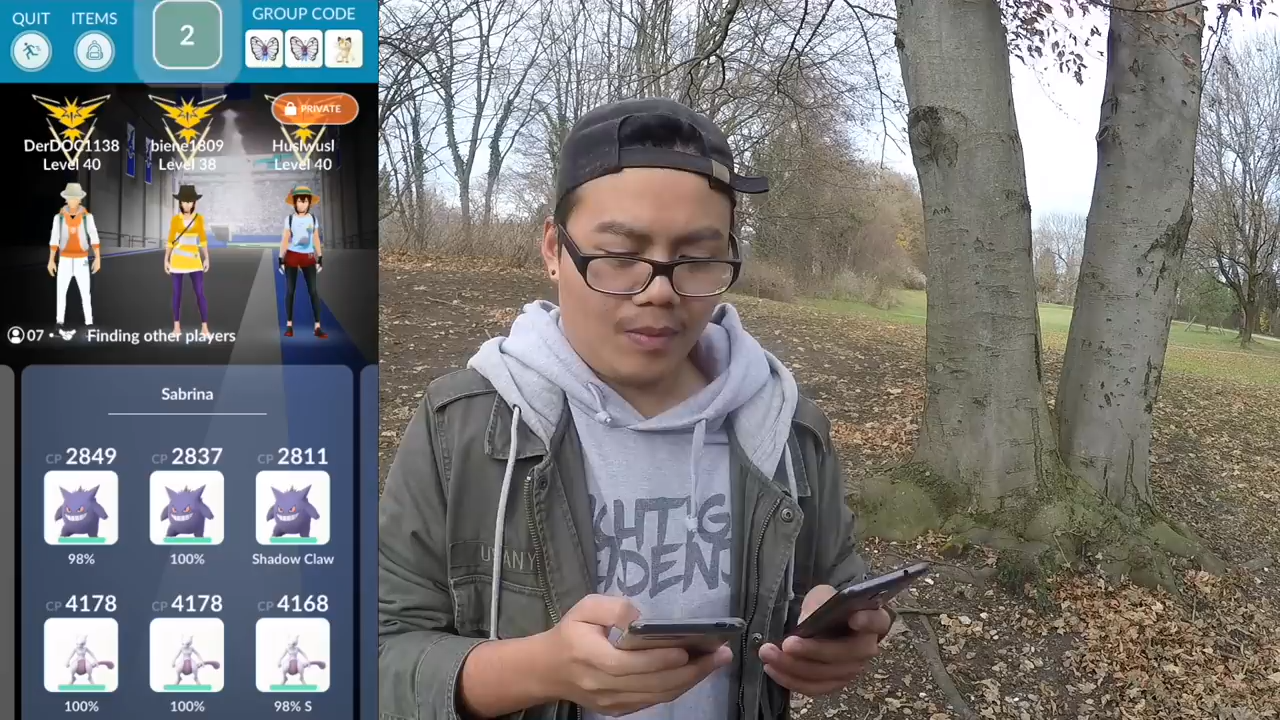 QUIT
ITEMS
2
GROUP CODE
PRIVATE
DerDOC1138
Level 40
biene1809
Level 38
Huslwusl
Level 40
07 • Finding other players
Sabrina
CP 2849
CP 2837
CP 2811
98%
100%
Shadow Claw
CP 4178
CP 4178
CP 4168
100%
100%
98% S